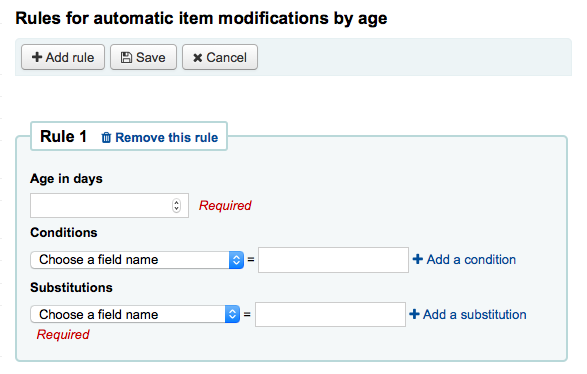 Rules for automatic item modifications by age
Add rule Save Cancel
Rule 1 Remove this rule
Age in days
Required
Conditions
Choose a field name = Add a condition
Substitutions
Choose a field name = Add a substitution
Required